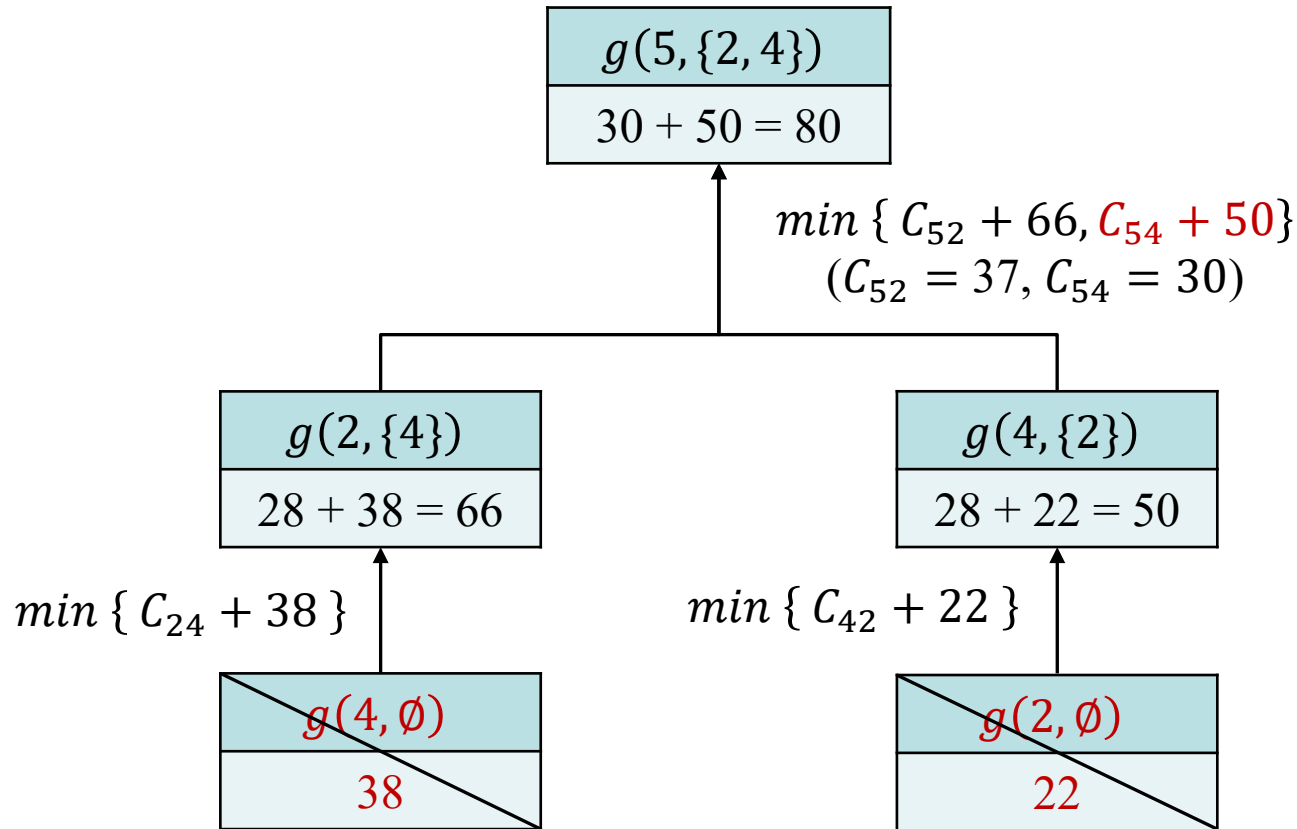 g(5, {2, 4})
30 + 50 = 80
min { C₅₂ + 66, C₅₄ + 50}
(C₅₂ = 37, C₅₄ = 30)
g(2, {4})
28 + 38 = 66
g(4, {2})
28 + 22 = 50
min { C₂₄ + 38 }
min { C₄₂ + 22 }
g(4, ∅)
38
g(2, ∅)
22